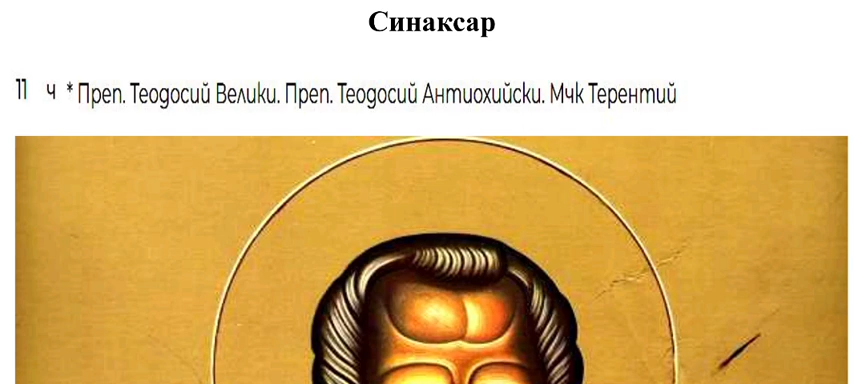 Синаксар
11 ч * Преп. Теодосий Велики. Преп. Теодосий Антиохийски. Мчк Терентий